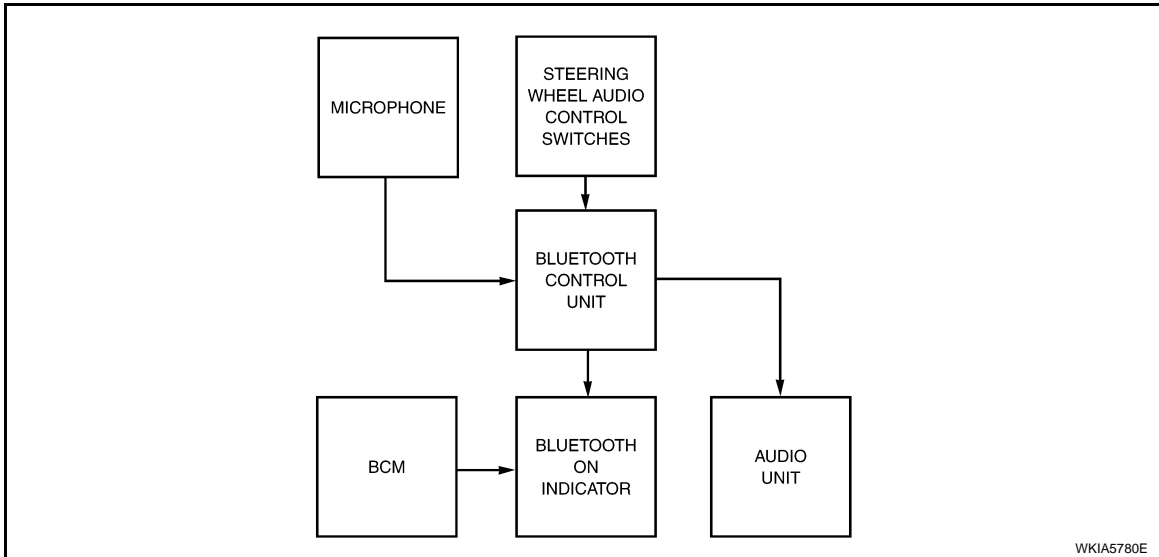 MICROPHONE
STEERING
WHEEL AUDIO
CONTROL
SWITCHES
BLUETOOTH
CONTROL
UNIT
BCM
BLUETOOTH
ON
INDICATOR
AUDIO
UNIT
WKIA5780E